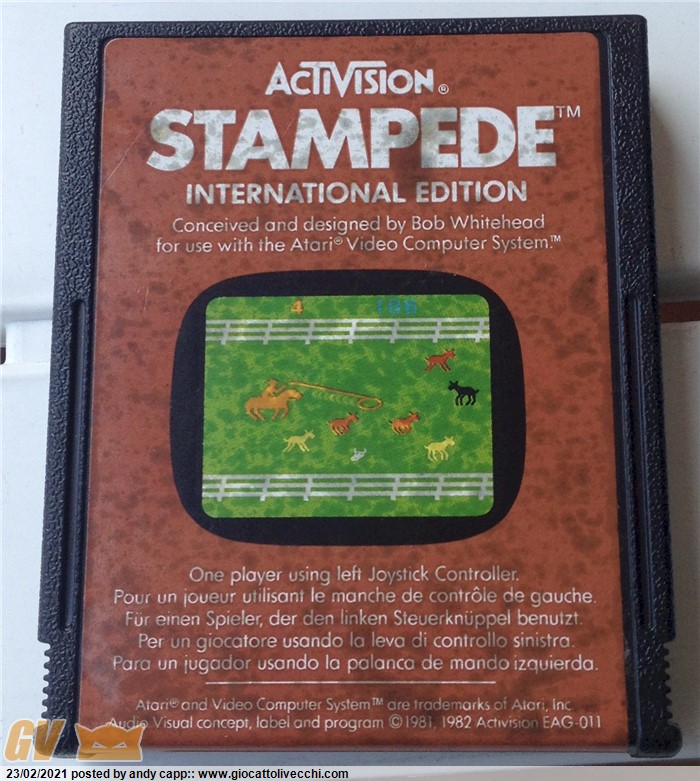 ACTIVISION®
STAMPEDE™
INTERNATIONAL EDITION
Conceived and designed by Bob Whitehead
for use with the Atari® Video Computer System.™
4 100
One player using left Joystick Controller.
Pour un joueur utilisant le manche de contrôle de gauche.
Für einen Spieler, der den linken Steuerknüppel benutzt.
Per un giocatore usando la leva di controllo sinistra.
Para un jugador usando la palanca de mando izquierda.
Atari® and Video Computer System™ are trademarks of Atari, Inc
Audio Visual concept, label and program ©1981, 1982 Activision EAG-011
GV
23/02/2021 posted by andy capp:: www.giocattolivecchi.com